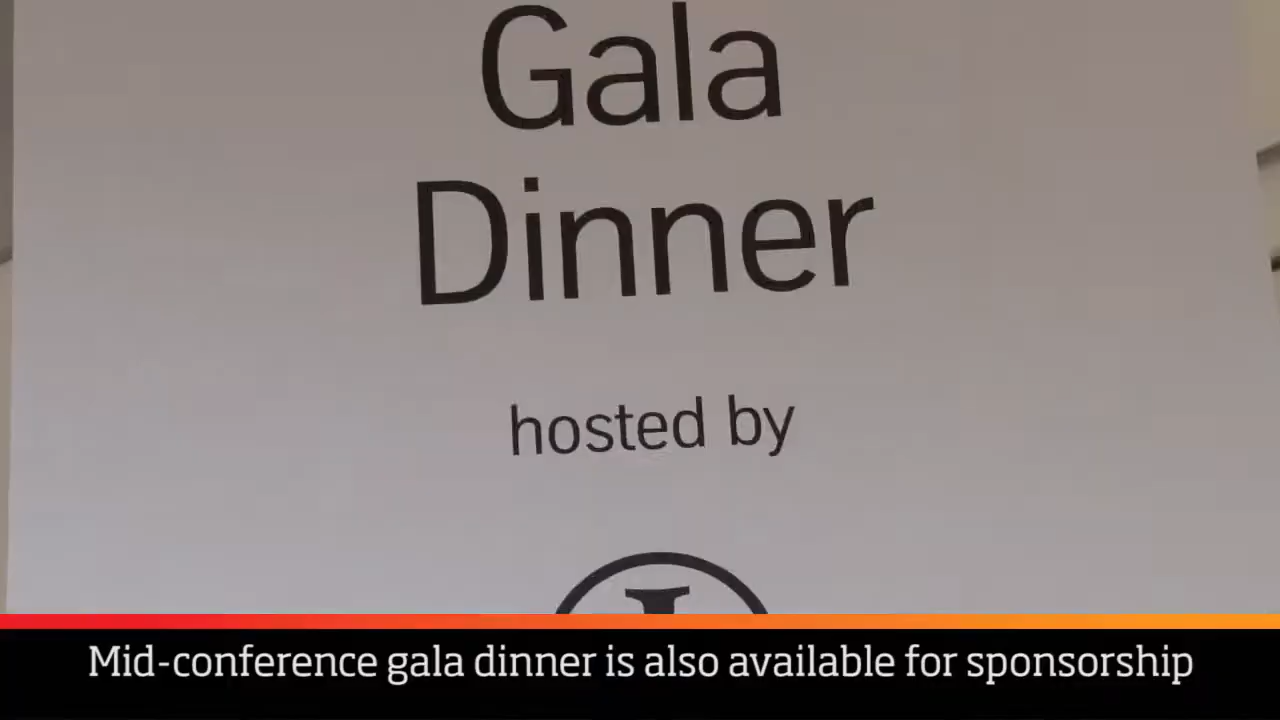 Gala
Dinner
hosted by
Mid-conference gala dinner is also available for sponsorship